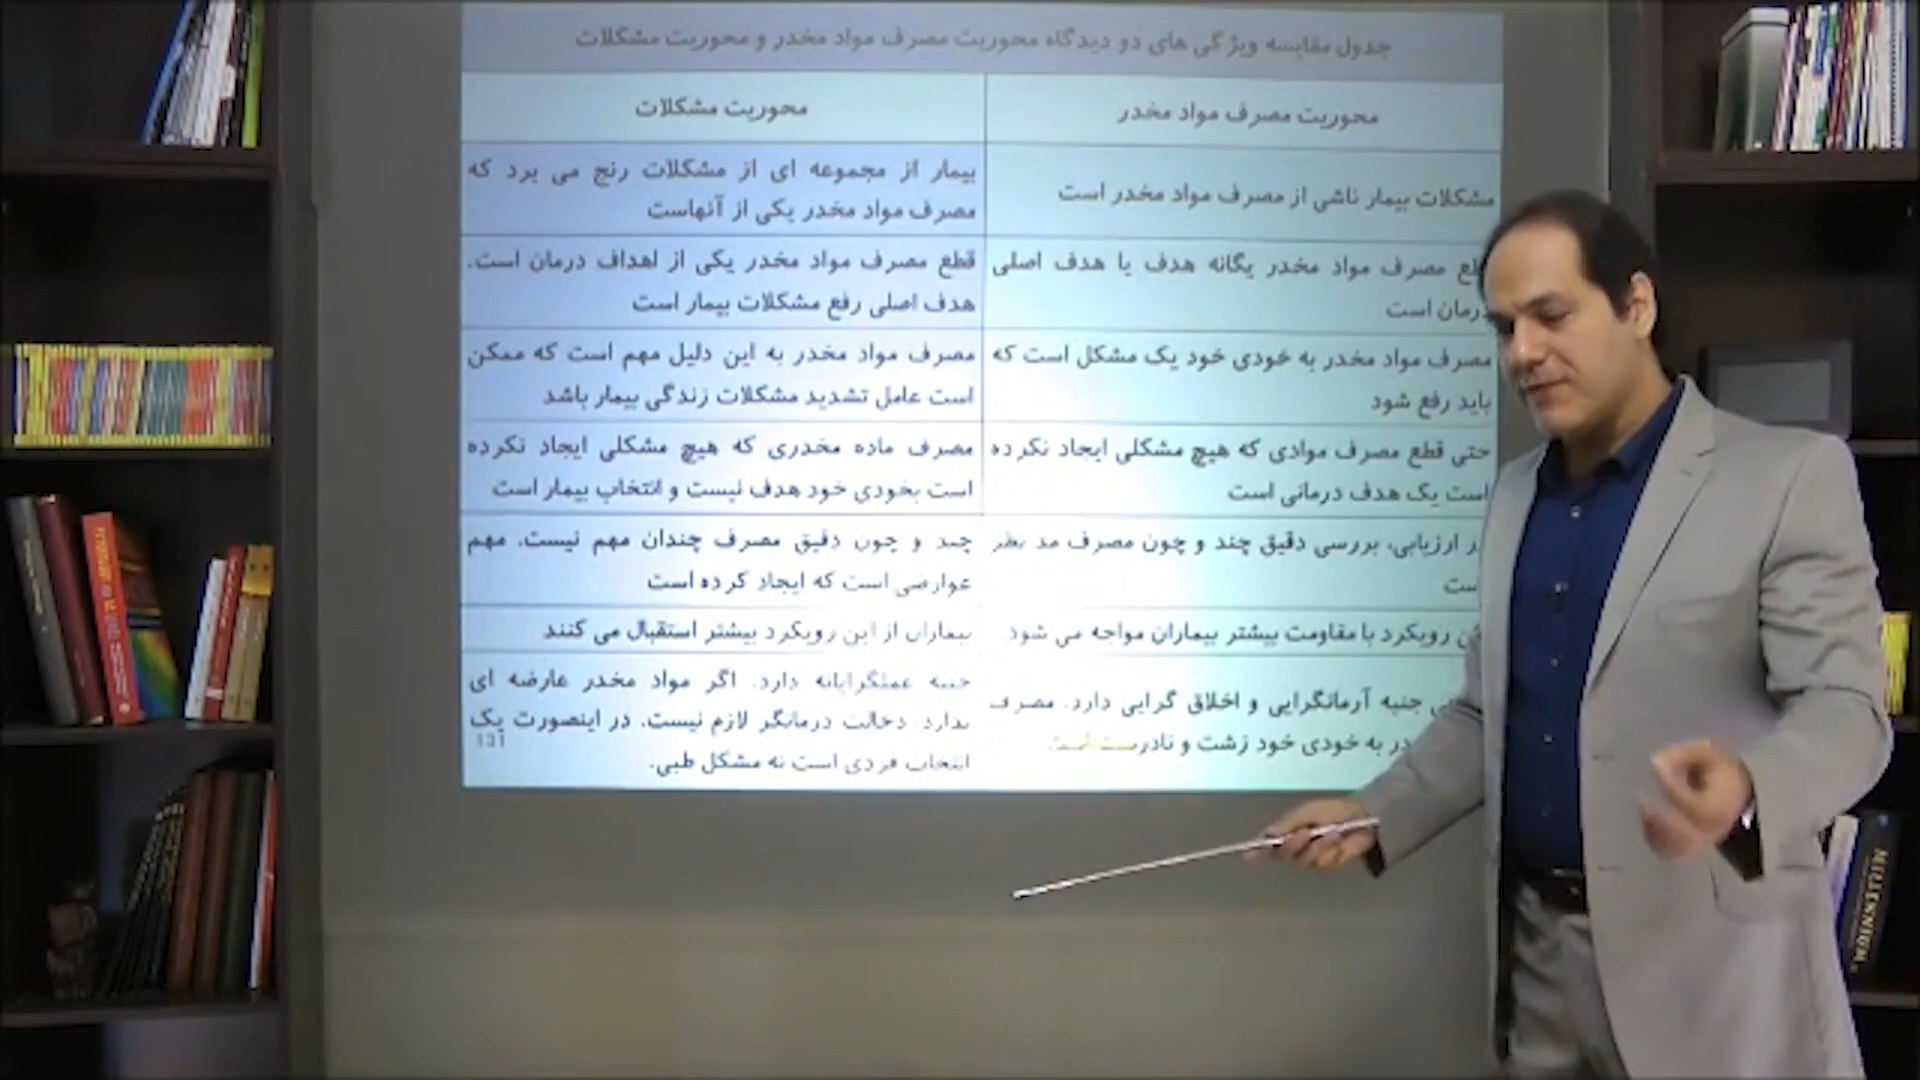 جدول مقایسه ویژگی های دو دیدگاه محوریت مصرف مواد مخدر و محوریت مشکلات
محوریت مصرف مواد مخدر
محوریت مشکلات
مشکلات بیمار ناشی از مصرف مواد مخدر است
بیمار از مجموعه ای از مشکلات رنج می برد که
مصرف مواد مخدر یکی از آنهاست
مصرف مواد مخدر یگانه هدف یا هدف اصلی
درمان است
قطع مصرف مواد مخدر یکی از اهداف درمان است.
هدف اصلی رفع مشکلات بیمار است
مصرف مواد مخدر به خودی خود یک مشکل است که
باید رفع شود
مصرف مواد مخدر به این دلیل مهم است که ممکن
است عامل تشدید مشکلات زندگی بیمار باشد
حتی قطع مصرف موادی که هیچ مشکلی ایجاد نکرده
است یک هدف درمانی است
مصرف ماده مخدری که هیچ مشکلی ایجاد نکرده
است بخودی خود هدف نیست و انتخاب بیمار است
ارزیابی، بررسی دقیق چند و چون مصرف مد نظر
چند و چون دقیق مصرف چندان مهم نیست. مهم
عوارضی است که ایجاد کرده است
رویکرد با مقاومت بیشتر بیماران مواجه می شود
بیماران از این رویکرد بیشتر استقبال می کنند
جنبه آرمانگرایی و اخلاق گرایی دارد. مصرف
به خودی خود زشت و نادرست است
جنبه عملگرایانه دارد. اگر مواد مخدر عارضه ای
ندارد، دخالت درمانگر لازم نیست. در اینصورت یک
انتخاب فردی است نه مشکل طبی.
131
MILLENNIUM